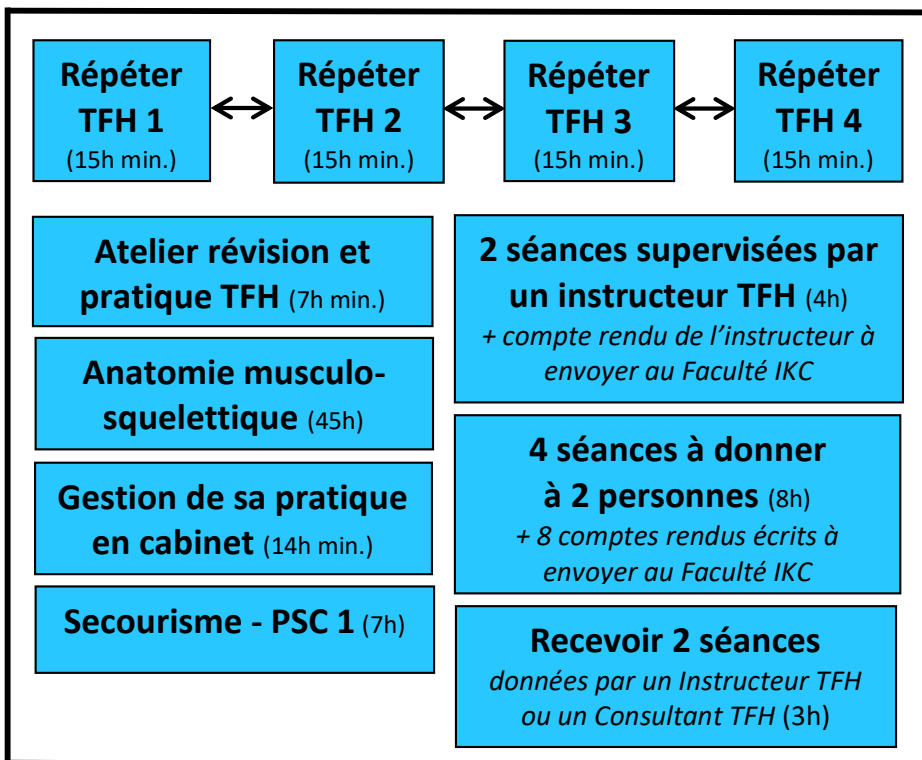 Répéter
TFH 1
(15h min.)
Répéter
TFH 2
(15h min.)
Répéter
TFH 3
(15h min.)
Répéter
TFH 4
(15h min.)
Atelier révision et
pratique TFH (7h min.)
Anatomie musculo-
squelettique (45h)
Gestion de sa pratique
en cabinet (14h min.)
Secourisme - PSC 1 (7h)
2 séances supervisées par
un instructeur TFH (4h)
+ compte rendu de l’instructeur à
envoyer au Faculté IKC
4 séances à donner
à 2 personnes (8h)
+ 8 comptes rendus écrits à
envoyer au Faculté IKC
Recevoir 2 séances
données par un Instructeur TFH
ou un Consultant TFH (3h)